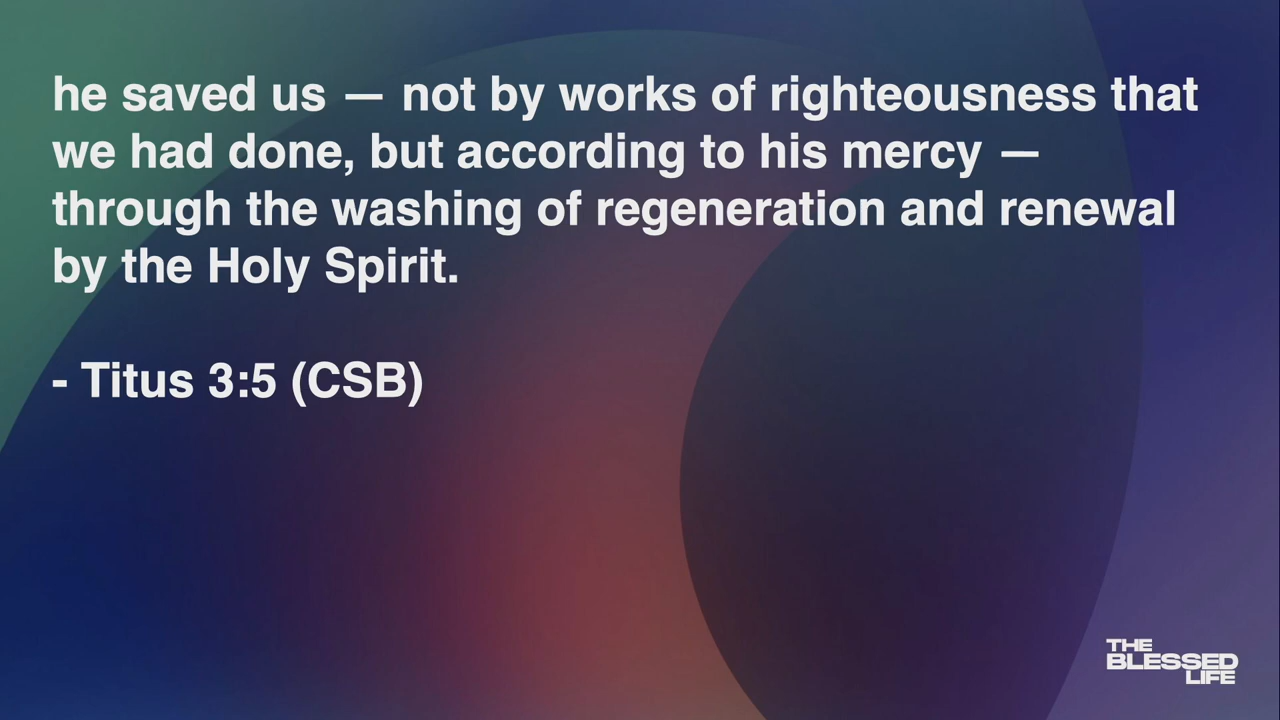 he saved us — not by works of righteousness that
we had done, but according to his mercy —
through the washing of regeneration and renewal
by the Holy Spirit.
- Titus 3:5 (CSB)
THE
BLESSED
LIFE